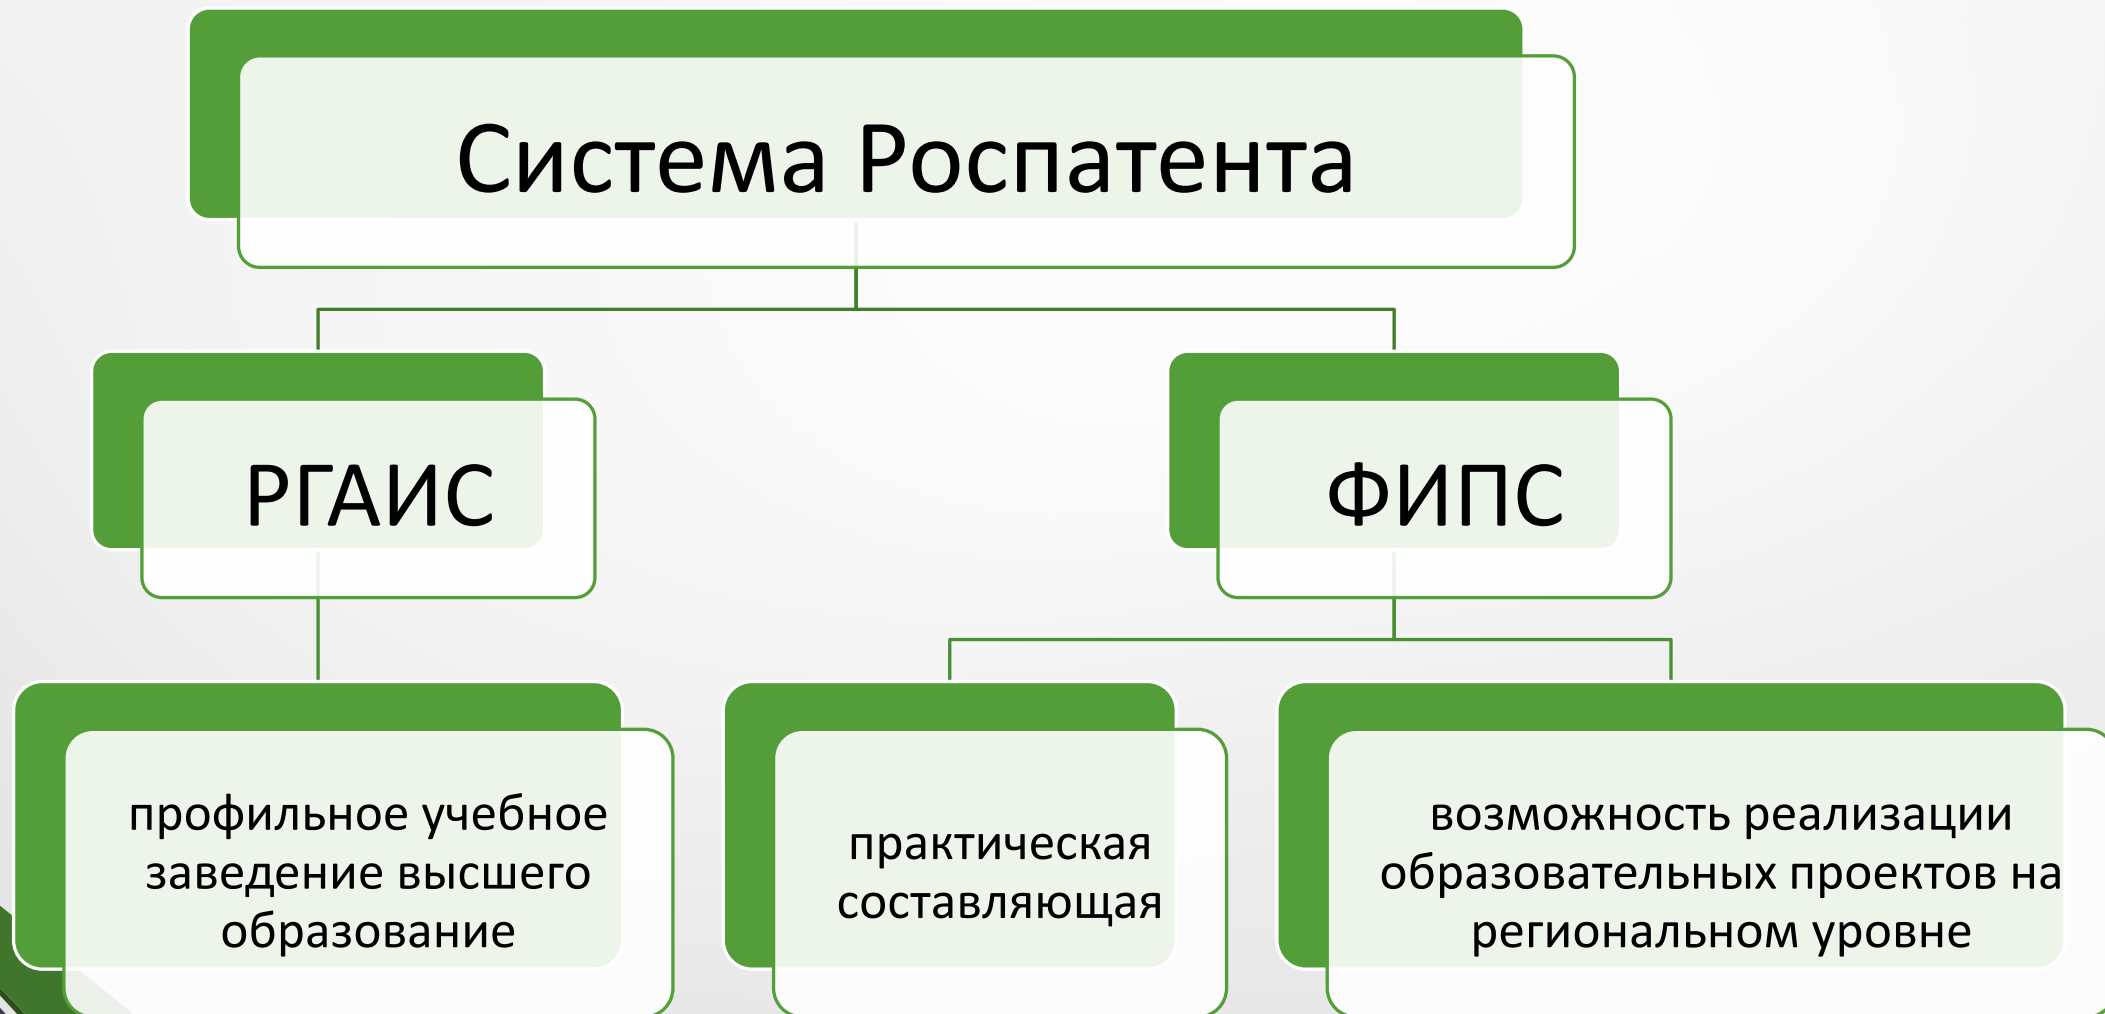 Система Роспатента
РГАИС
ФИПС
профильное учебное
заведение высшего
образование
практическая
составляющая
возможность реализации
образовательных проектов на
региональном уровне